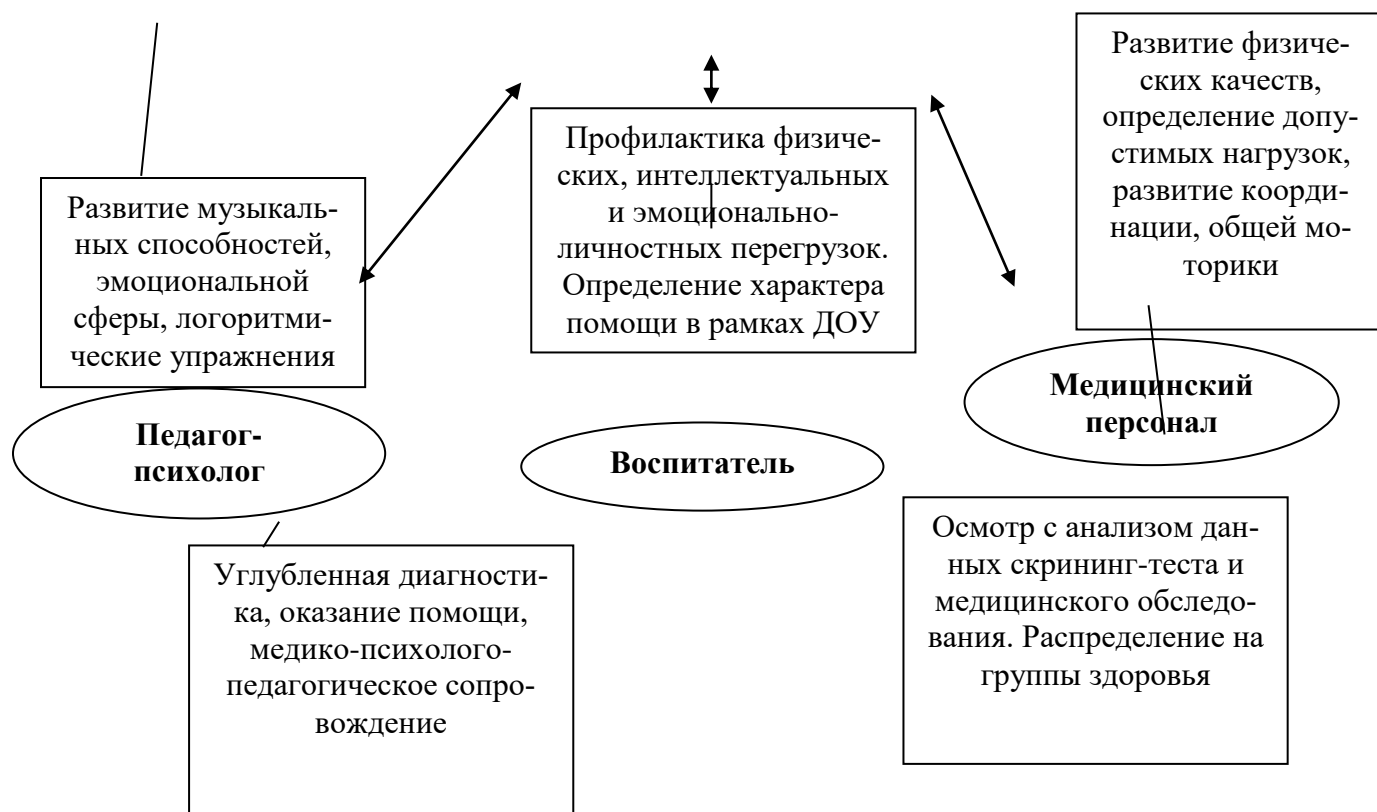 Развитие физиче-
ских качеств,
определение допу-
стимых нагрузок,
развитие коорди-
нации, общей мо-
торики
Профилактика физиче-
ских, интеллектуальных
и эмоционально-
личностных перегрузок.
Определение характера
помощи в рамках ДОУ
Развитие музыкаль-
ных способностей,
эмоциональной
сферы, логоритми-
ческие упражнения
Медицинский
персонал
Педагог-
психолог
Воспитатель
Осмотр с анализом дан-
ных скрининг-теста и
медицинского обследо-
вания. Распределение на
группы здоровья
Углубленная диагности-
ка, оказание помощи,
медико-психолого-
педагогическое сопро-
вождение